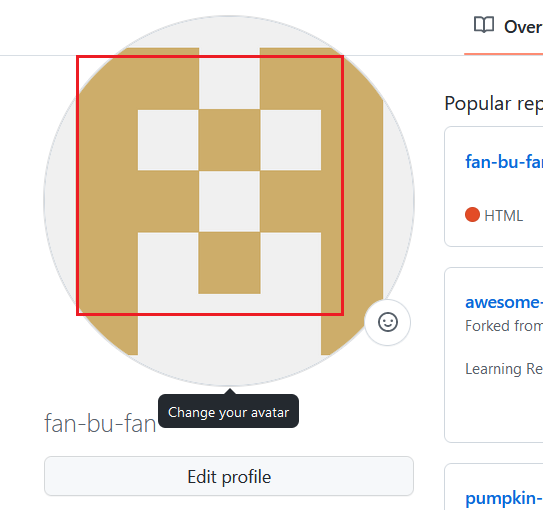 Over
Popular rep
fan-bu-fan
HTML
awesome-
Forked from
Learning Re
Change your avatar
fan-bu-fan
Edit profile
pumpkin-